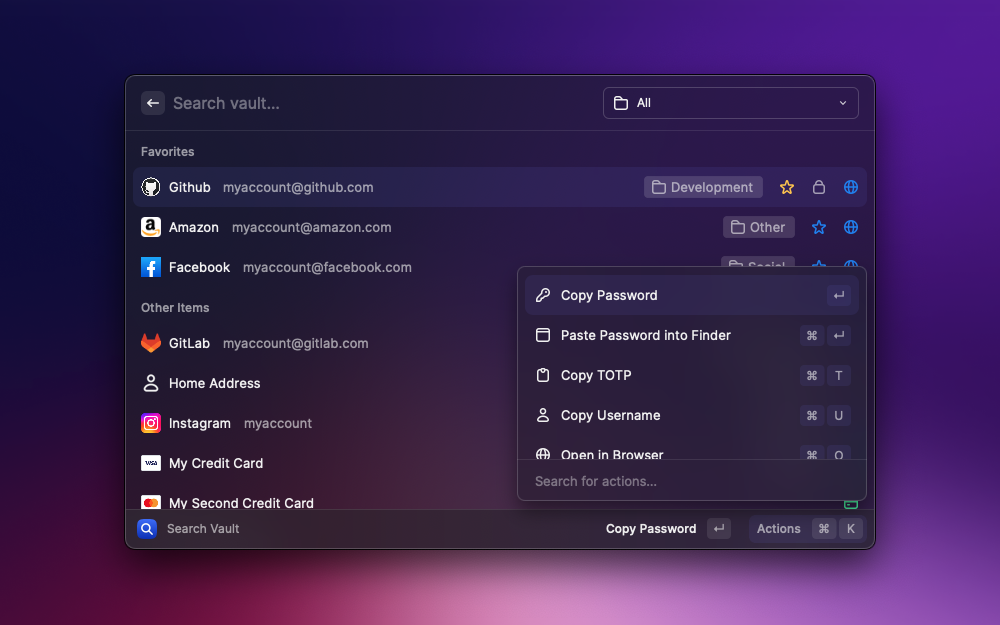 Search vault...
All
Favorites
Github myaccount@github.com Development
Amazon myaccount@amazon.com Other
Facebook myaccount@facebook.com Social
Other Items
GitLab myaccount@gitlab.com
Home Address
Instagram myaccount
VISA My Credit Card
My Second Credit Card
Copy Password ↵
Paste Password into Finder ⌘ ↵
Copy TOTP ⌘ T
Copy Username ⌘ U
Open in Browser ⌘ O
Search for actions...
Search Vault
Copy Password ↵ Actions ⌘ K